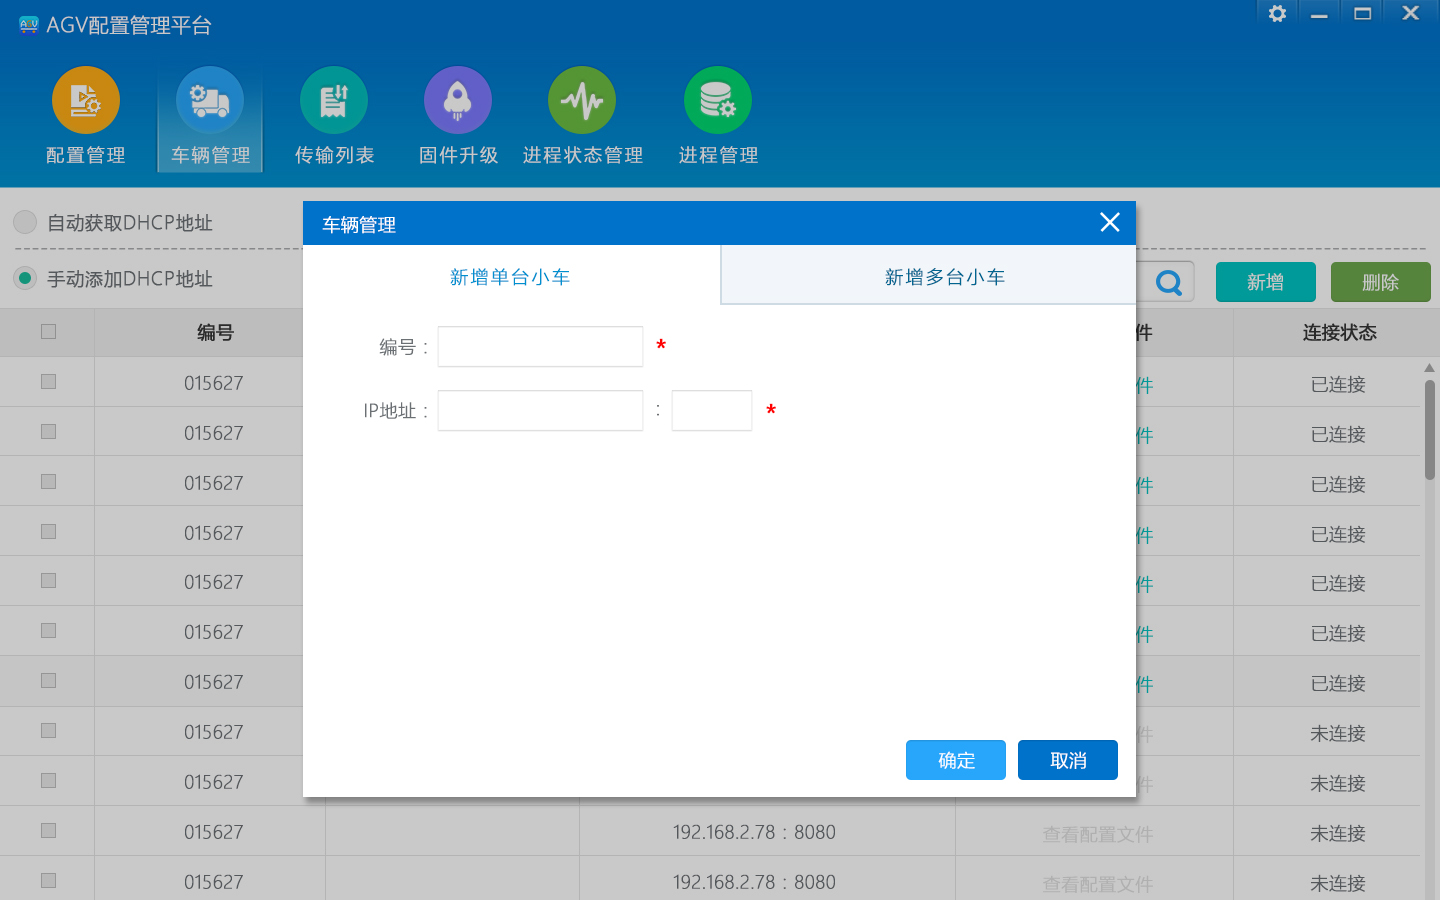 AGV配置管理平台
配置管理 车辆管理 传输列表 固件升级 进程状态管理 进程管理
自动获取DHCP地址
手动添加DHCP地址
新增 删除
车辆管理
新增单台小车 新增多台小车
编号 : *
IP地址 : : *
确定 取消
编号 件 连接状态
015627 件 已连接
015627 件 已连接
015627 件 已连接
015627 件 已连接
015627 件 已连接
015627 件 已连接
015627 件 已连接
015627 件 未连接
015627 件 未连接
015627 192.168.2.78 : 8080 查看配置文件 未连接
015627 192.168.2.78 : 8080 查看配置文件 未连接